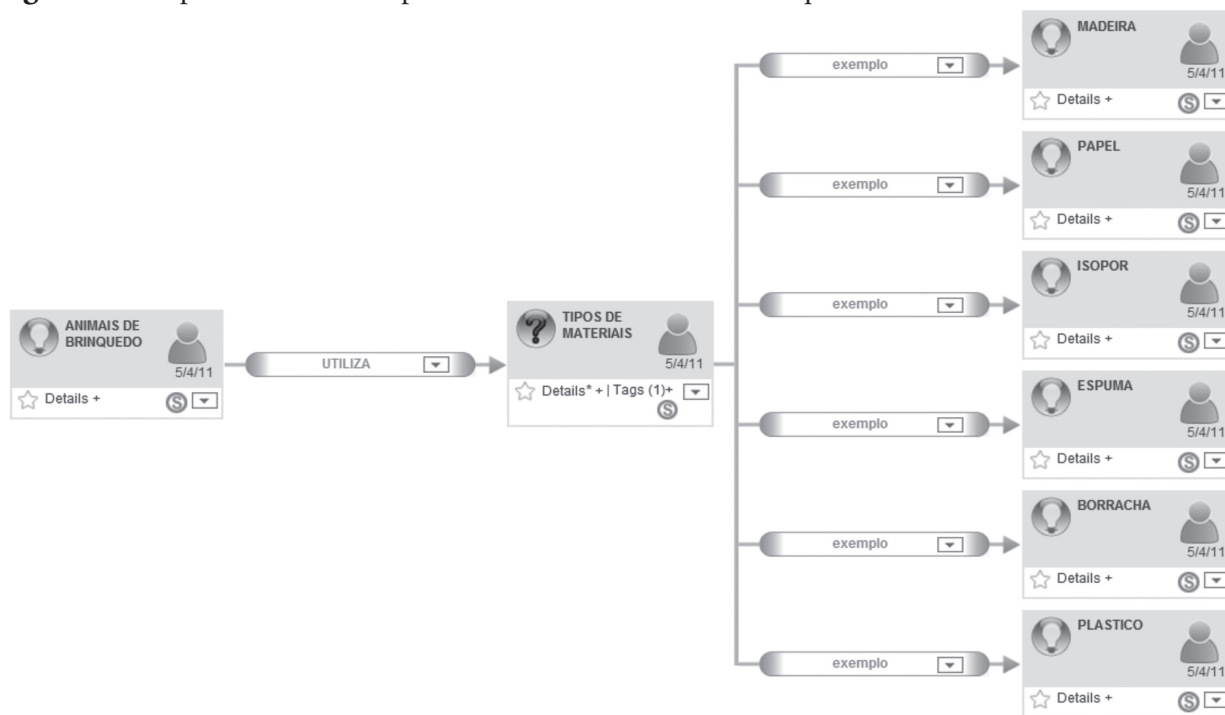 ANIMAIS DE
BRINQUEDO
5/4/11
Details +
S
UTILIZA
TIPOS DE
MATERIAIS
5/4/11
Details* + | Tags (1)+
S
exemplo
MADEIRA
5/4/11
Details +
S
exemplo
PAPEL
5/4/11
Details +
S
exemplo
ISOPOR
5/4/11
Details +
S
exemplo
ESPUMA
5/4/11
Details +
S
exemplo
BORRACHA
5/4/11
Details +
S
exemplo
PLASTICO
5/4/11
Details +
S